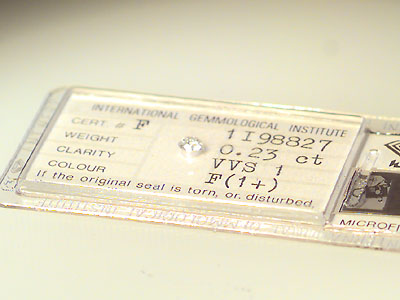 INTERNATIONAL GEMMOLOGICAL INSTITUTE
CERT. # F 1I98827
WEIGHT 0.23 ct
CLARITY VVS 1
COLOUR F(1+)
If the original seal is torn, or disturbed
MICROFI